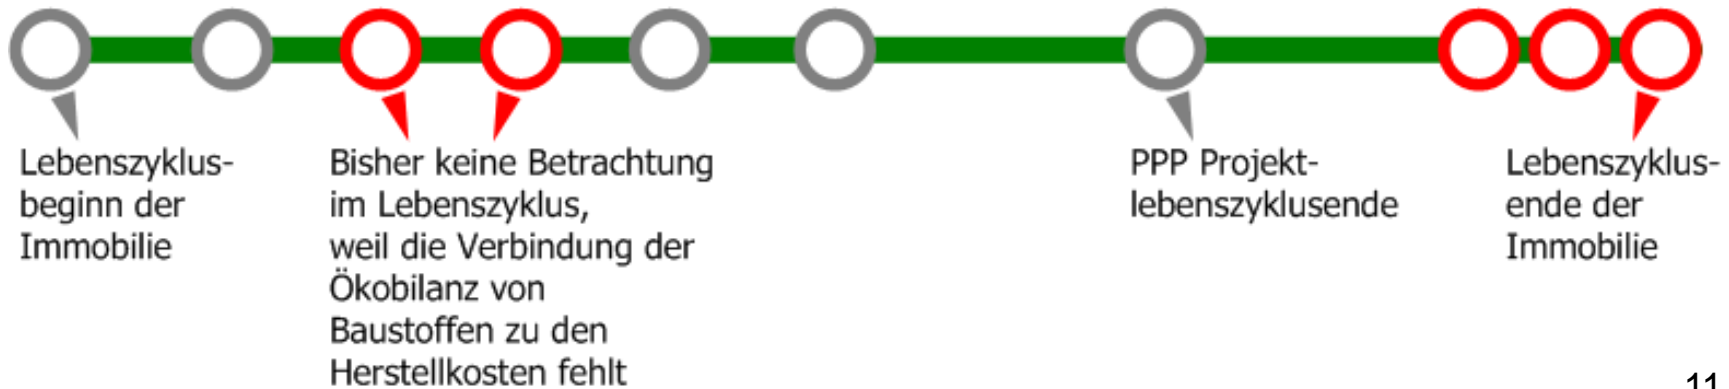 Lebenszyklus-
beginn der
Immobilie
Bisher keine Betrachtung
im Lebenszyklus,
weil die Verbindung der
Ökobilanz von
Baustoffen zu den
Herstellkosten fehlt
PPP Projekt-
lebenszyklusende
Lebenszyklus-
ende der
Immobilie
11